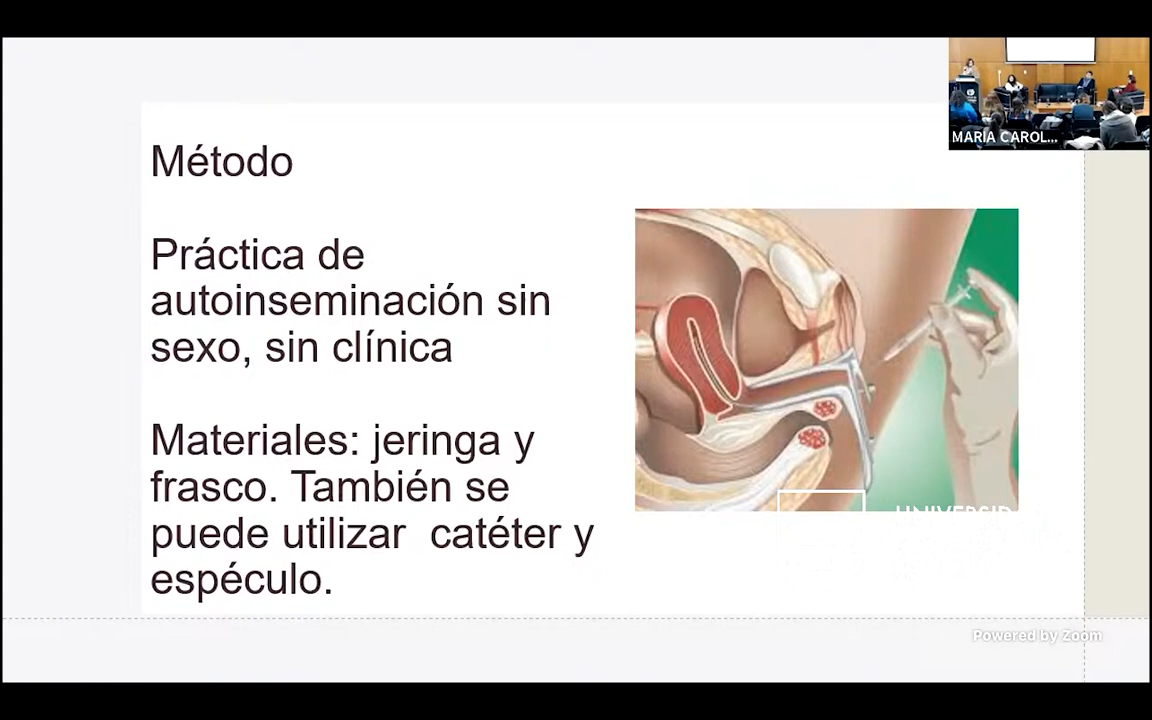 MARIA CAROL...
Método
Práctica de
autoinseminación sin
sexo, sin clínica
Materiales: jeringa y
frasco. También se
puede utilizar catéter y
espéculo.
UNIVERSID
Powered by Zoom